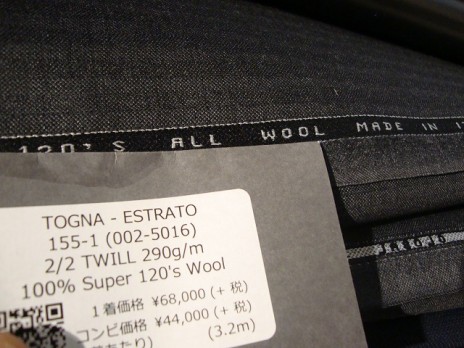 120'S ALL WOOL MADE IN
TOGNA - ESTRATO
155-1 (002-5016)
2/2 TWILL 290g/m
100% Super 120's Wool
1着価格 ¥68,000 (+ 税)
コンビ価格 ¥44,000 (+ 税)
(3.2m)